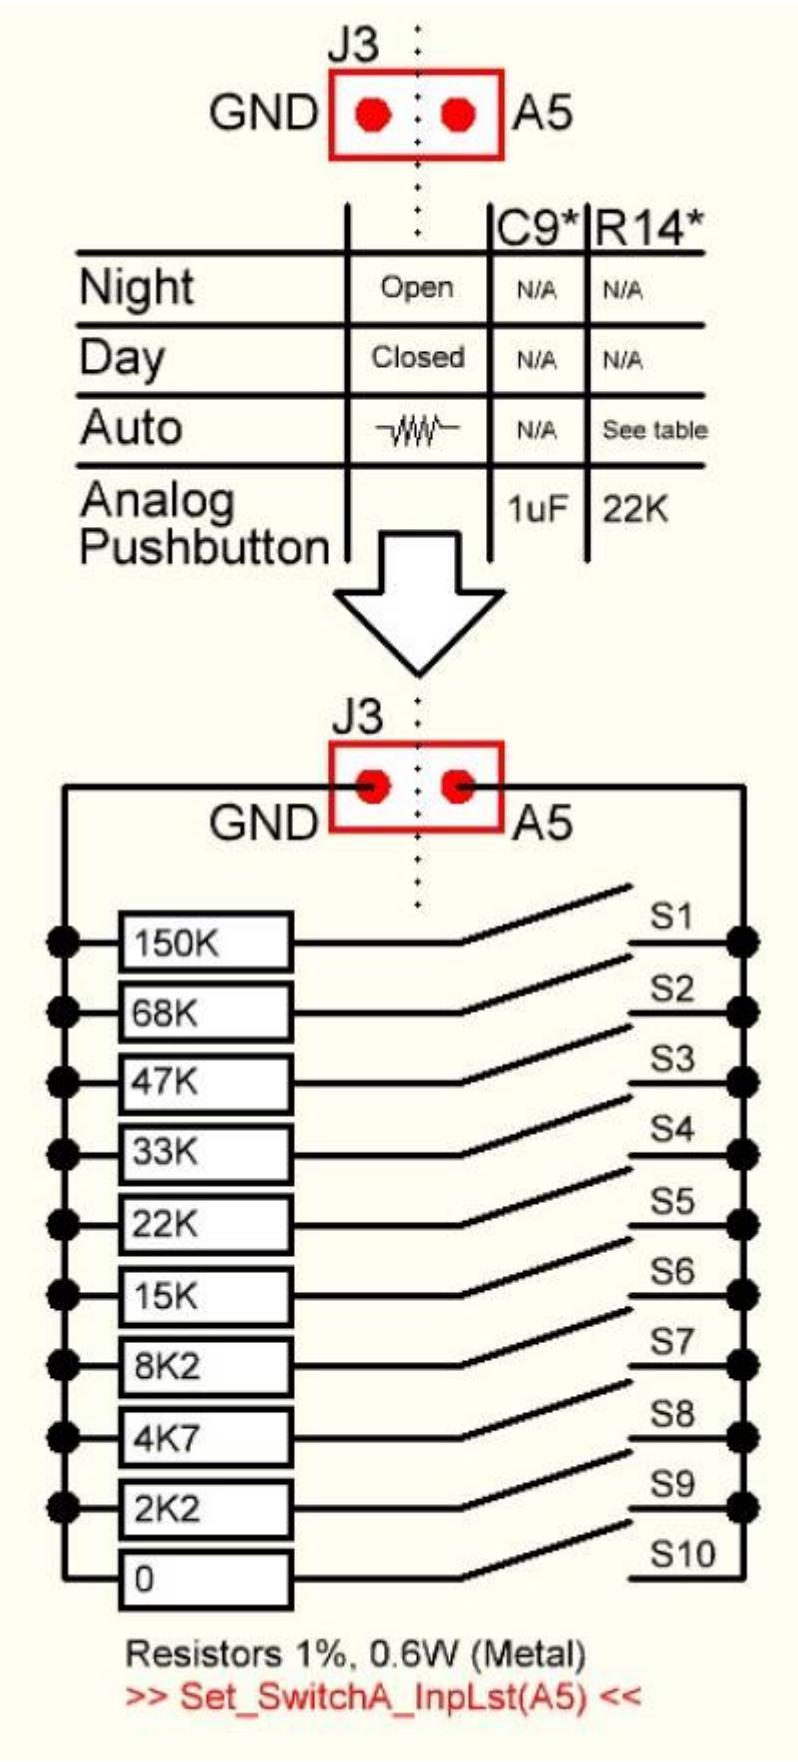 J3
GND A5
C9* R14*
Night Open N/A N/A
Day Closed N/A N/A
Auto N/A See table
Analog
Pushbutton 1uF 22K
J3
GND A5
150K S1
68K S2
47K S3
33K S4
22K S5
15K S6
8K2 S7
4K7 S8
2K2 S9
0 S10
Resistors 1%, 0.6W (Metal)
>> Set_SwitchA_InpLst(A5) <<